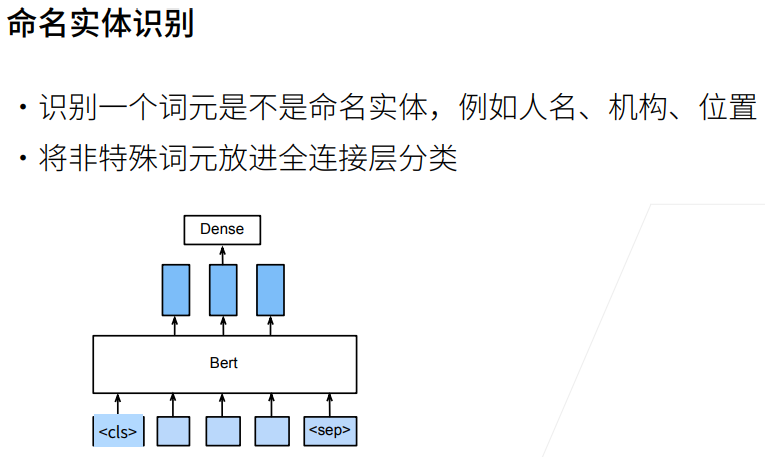 命名实体识别
• 识别一个词元是不是命名实体，例如人名、机构、位置
• 将非特殊词元放进全连接层分类
Dense
Bert
<cls>
<sep>